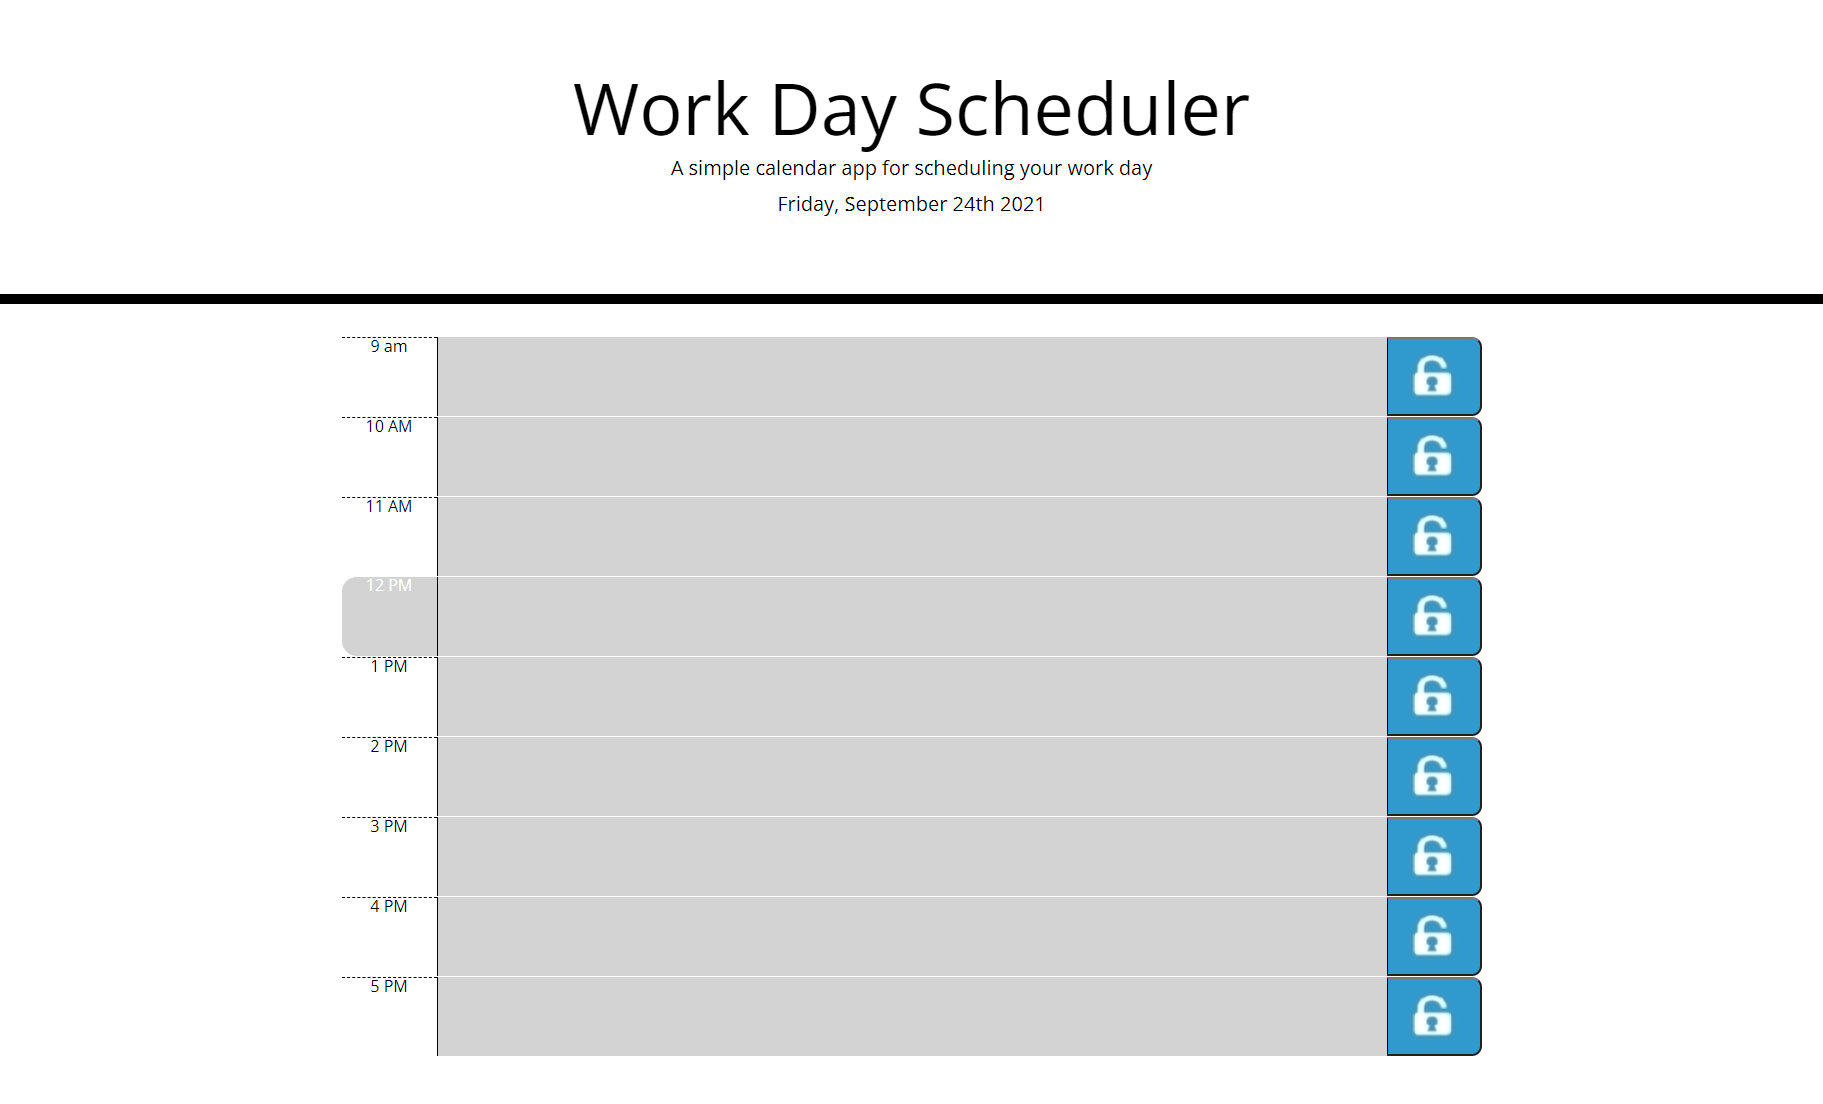 Work Day Scheduler
A simple calendar app for scheduling your work day
Friday, September 24th 2021
9 am
10 AM
11 AM
12 PM
1 PM
2 PM
3 PM
4 PM
5 PM